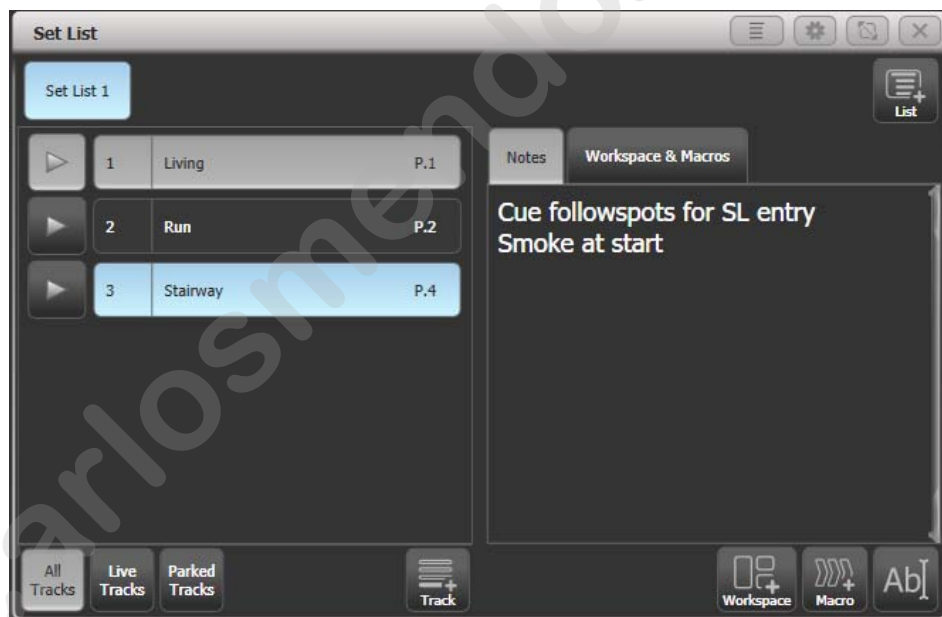 Set List
Set List 1
List
1 Living P.1
2 Run P.2
3 Stairway P.4
Notes
Workspace & Macros
Cue followspots for SL entry
Smoke at start
All Tracks
Live Tracks
Parked Tracks
Track
Workspace
Macro
Ab
arlosmendo